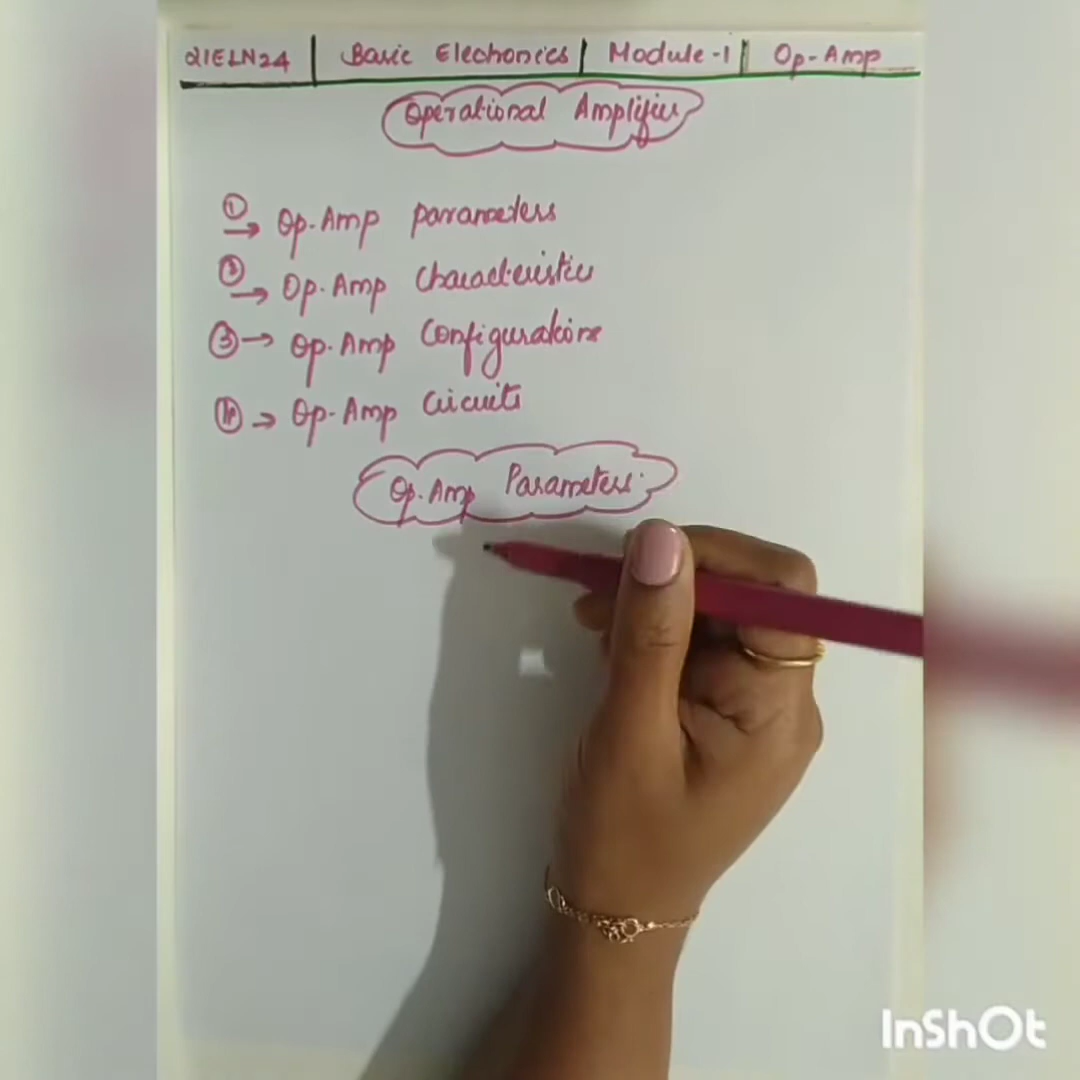 21ELN24 | Basic Electronics | Module-1 | Op-Amp
Operational Amplifier
① → Op-Amp parameters
② → Op-Amp Characteristics
③ → Op-Amp Configurations
④ → Op-Amp Circuits
Op-Amp Parameters
InShOt